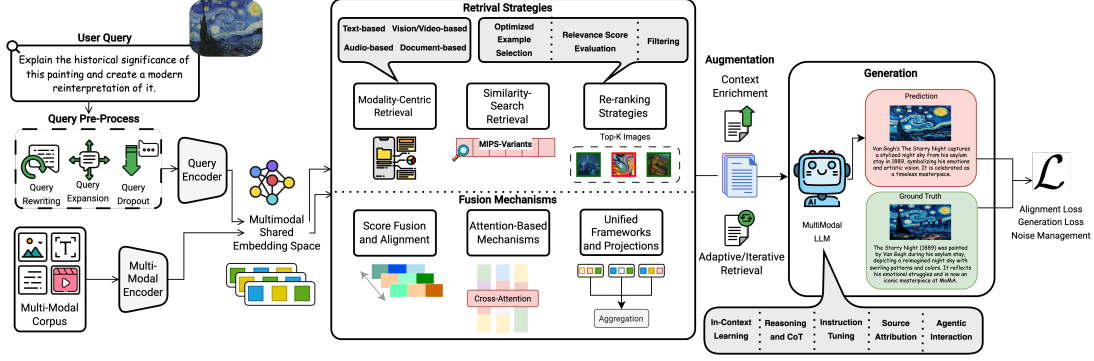 User Query
Explain the historical significance of
this painting and create a modern
reinterpretation of it.
Query Pre-Process
Query
Rewriting
Query
Expansion
Query
Dropout
Query
Encoder
Multi-Modal
Corpus
Multi-
Modal
Encoder
Multimodal
Shared
Embedding Space
Retrival Strategies
Text-based Vision/Video-based
Audio-based Document-based
Optimized
Example
Selection
Relevance Score
Evaluation
Filtering
Modality-Centric
Retrieval
Similarity-
Search
Retrieval
Re-ranking
Strategies
MIPS-Variants
Top-K Images
Fusion Mechanisms
Score Fusion
and Alignment
Attention-Based
Mechanisms
Unified
Frameworks
and Projections
Cross-Attention
Aggregation
Augmentation
Context
Enrichment
Adaptive/Iterative
Retrieval
Generation
AI
MultiModal
LLM
Prediction
Van Gogh's The Starry Night captures
a stylized night sky from his asylum
stay in 1889, symbolizing his emotions
and artistic vision. It is celebrated as
a timeless masterpiece.
Ground Truth
The Starry Night (1889) was painted
by Van Gogh during his asylum stay,
depicting a reimagined night sky with
swirling patterns and colors. It reflects
his emotional struggles and is now an
iconic masterpiece at MoMA.
In-Context
Learning
Reasoning
and CoT
Instruction
Tuning
Source
Attribution
Agentic
Interaction
ℒ
Alignment Loss
Generation Loss
Noise Management